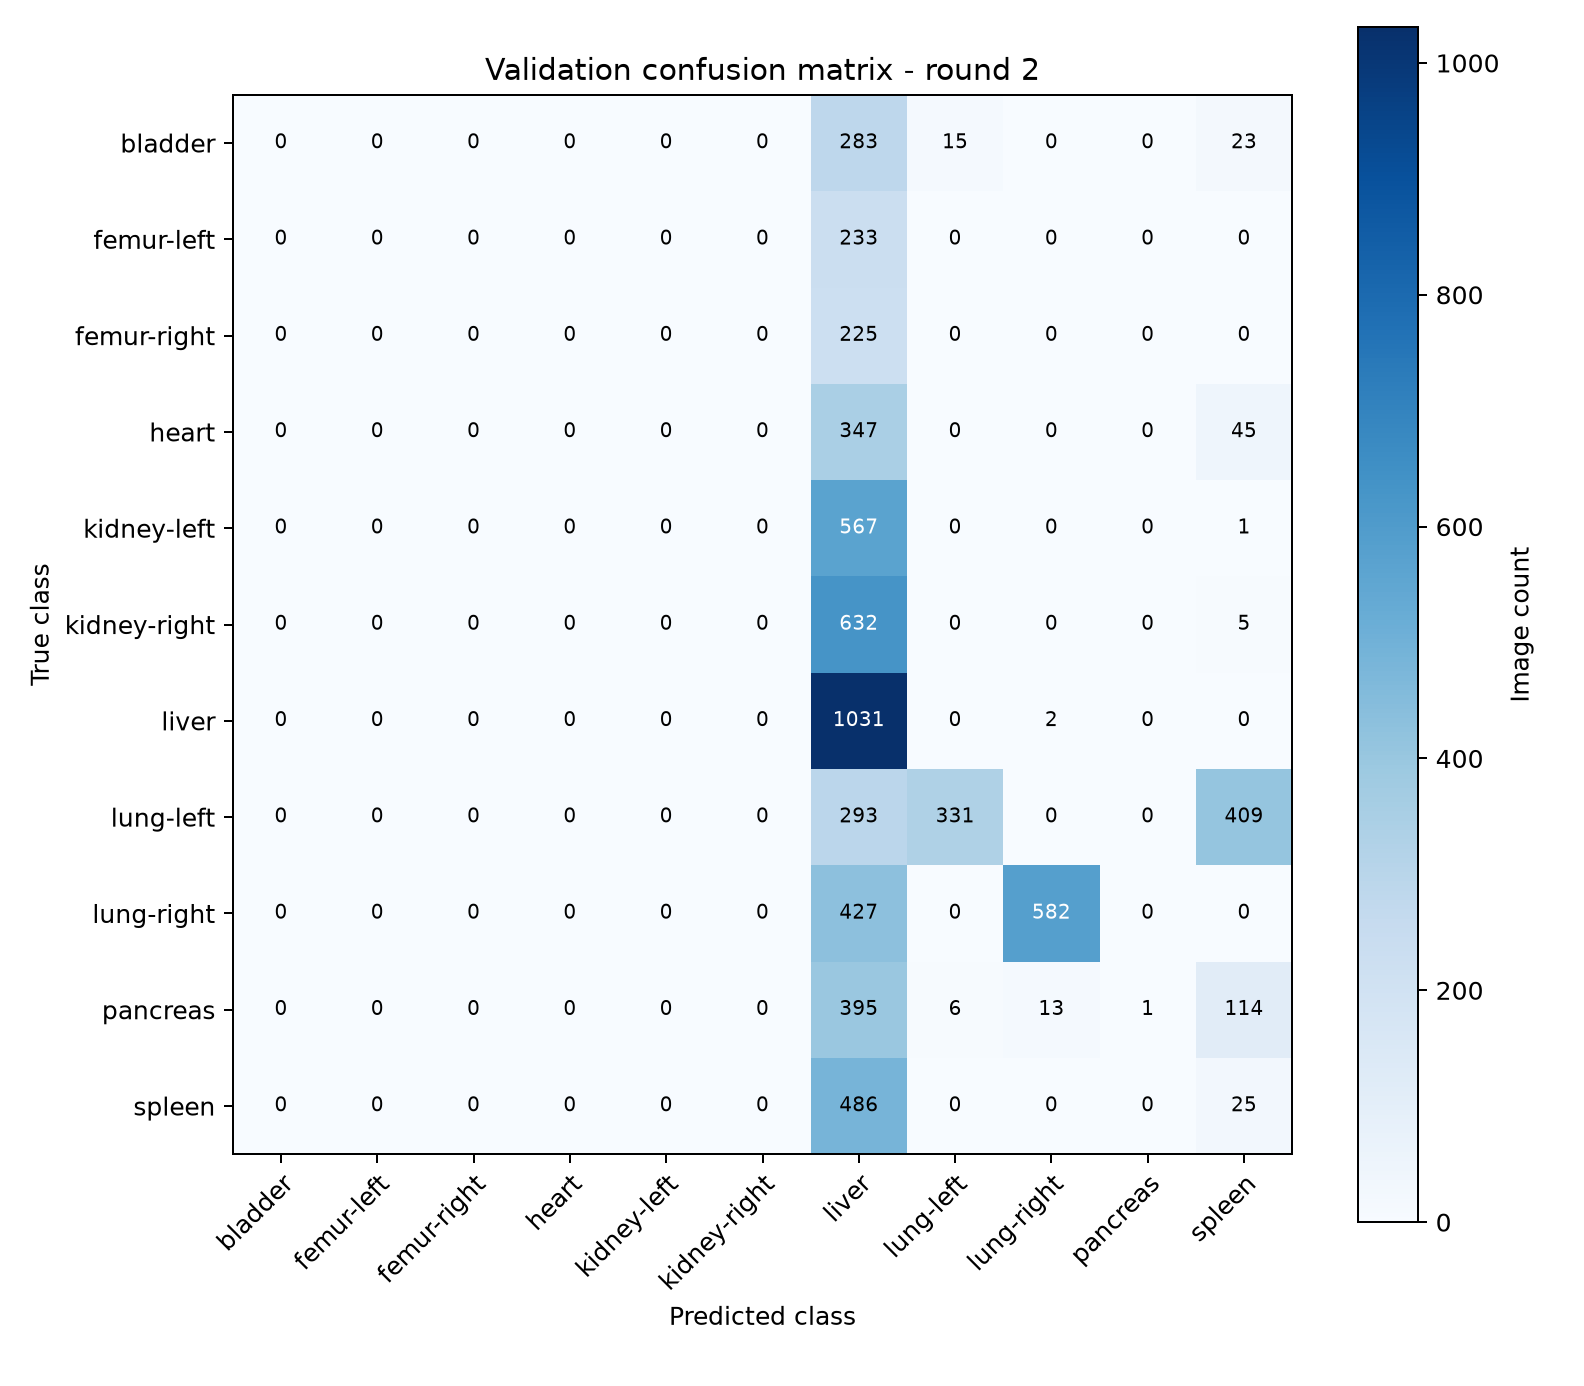 Validation confusion matrix - round 2
True class
bladder 0 0 0 0 0 0 283 15 0 0 23
femur-left 0 0 0 0 0 0 233 0 0 0 0
femur-right 0 0 0 0 0 0 225 0 0 0 0
heart 0 0 0 0 0 0 347 0 0 0 45
kidney-left 0 0 0 0 0 0 567 0 0 0 1
kidney-right 0 0 0 0 0 0 632 0 0 0 5
liver 0 0 0 0 0 0 1031 0 2 0 0
lung-left 0 0 0 0 0 0 293 331 0 0 409
lung-right 0 0 0 0 0 0 427 0 582 0 0
pancreas 0 0 0 0 0 0 395 6 13 1 114
spleen 0 0 0 0 0 0 486 0 0 0 25
bladder femur-left femur-right heart kidney-left kidney-right liver lung-left lung-right pancreas spleen
Predicted class
1000
800
600
400
200
0
Image count